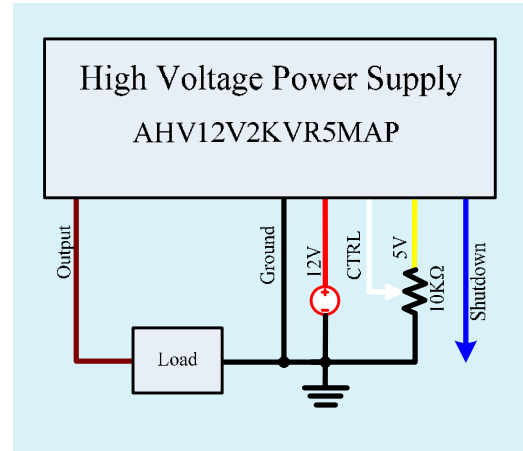 High Voltage Power Supply
AHV12V2KVR5MAP
Output
Ground
12V
CTRL
5V
10KΩ
Shutdown
Load